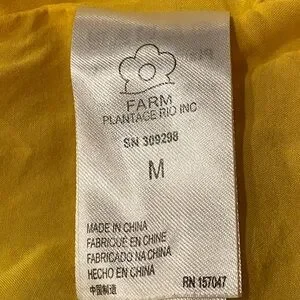 FARM
PLANTAGE RIO INC
SN 309298
M
MADE IN CHINA
FABRIQUÉ EN CHINE
FABRICADO NA CHINA
HECHO EN CHINA
中国制造
RN 157047